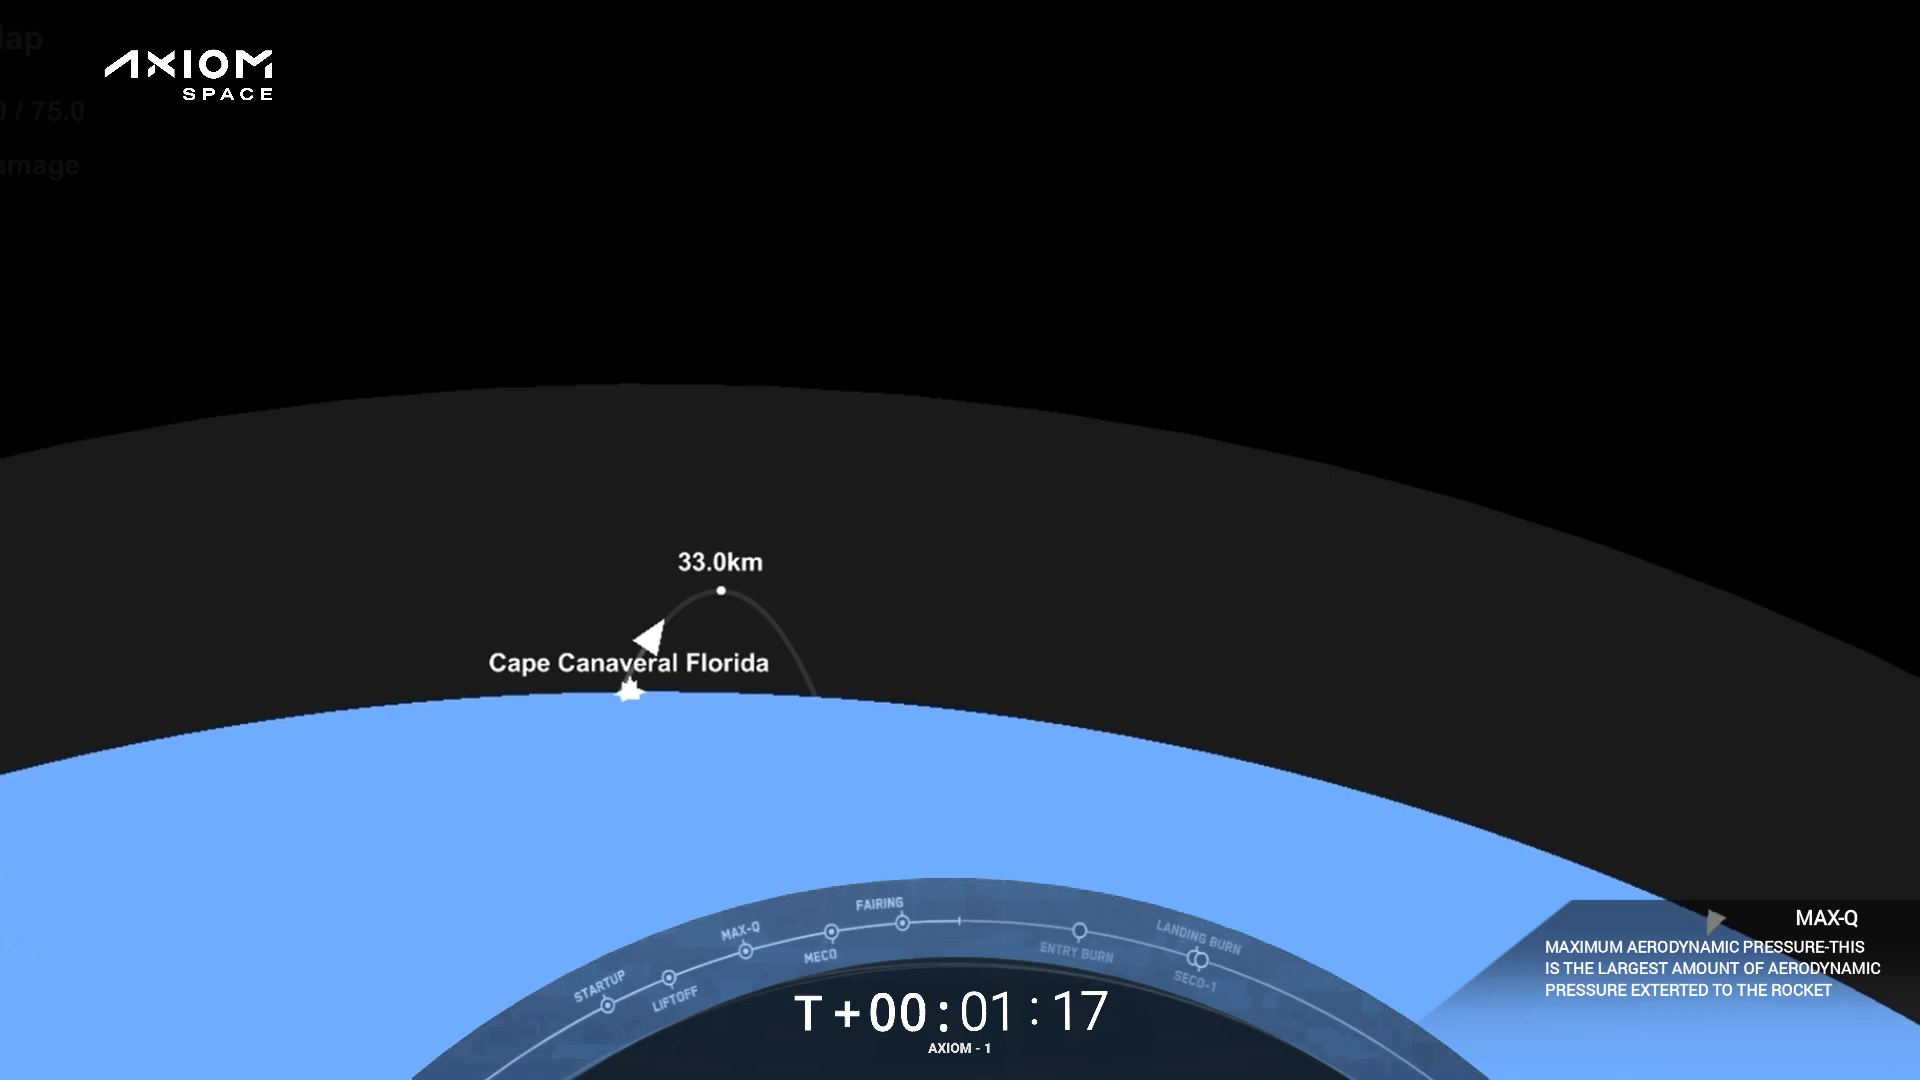 AXIOM
SPACE
/ 75.0
33.0km
Cape Canaveral Florida
STARTUP
LIFTOFF
MAX-Q
MECO
FAIRING
ENTRY BURN
LANDING BURN
SECO-1
T+00:01:17
AXIOM - 1
MAX-Q
MAXIMUM AERODYNAMIC PRESSURE-THIS
IS THE LARGEST AMOUNT OF AERODYNAMIC
PRESSURE EXTERTED TO THE ROCKET